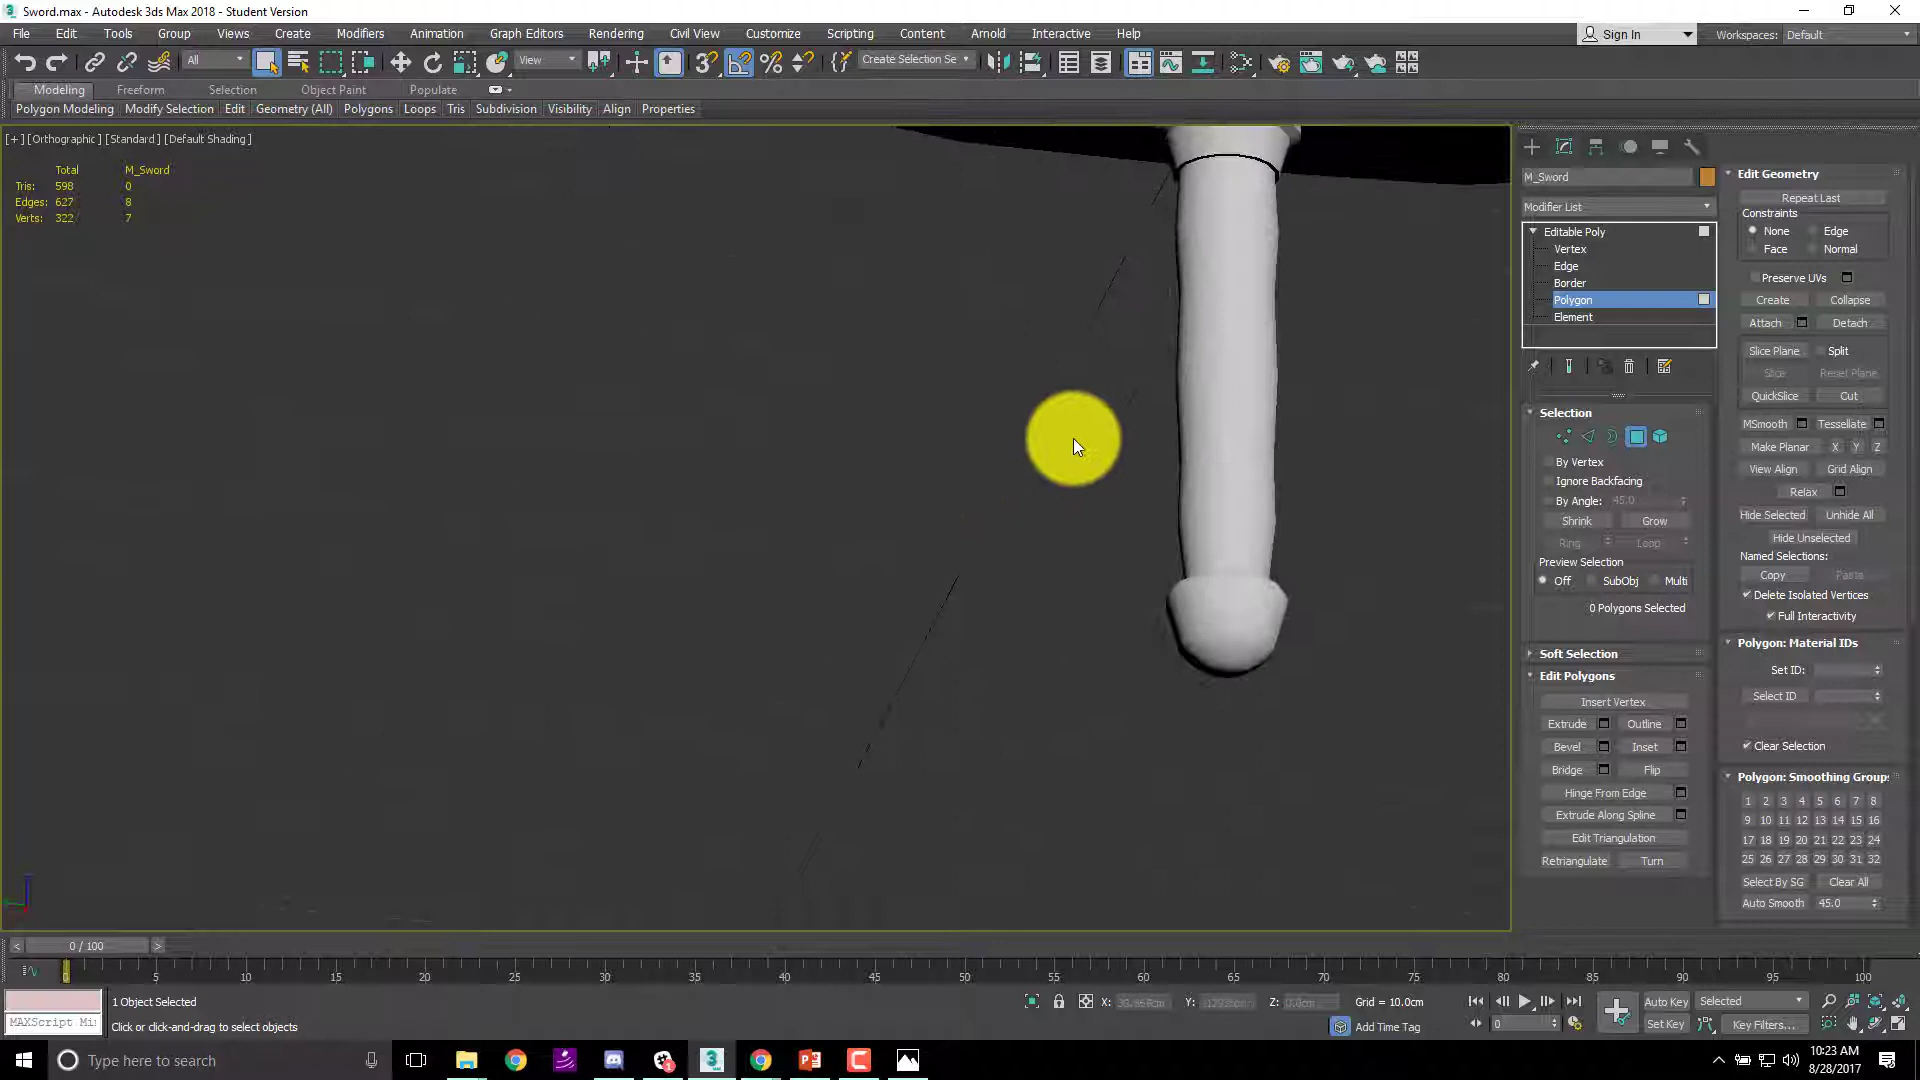 Sword.max - Autodesk 3ds Max 2018 - Student Version
File Edit Tools Group Views Create Modifiers Animation Graph Editors Rendering Civil View Customize Scripting Content Arnold Interactive Help Sign In Workspaces: Default
All View Create Selection Se
Modeling Freeform Selection Object Paint Populate
Polygon Modeling Modify Selection Edit Geometry (All) Polygons Loops Tris Subdivision Visibility Align Properties
[+] [Orthographic ] [Standard ] [Default Shading ]
Total M_Sword
Tris: 598 0
Edges: 627 8
Verts: 322 7
M_Sword
Modifier List
Editable Poly
Vertex
Edge
Border
Polygon
Element
Selection
By Vertex
Ignore Backfacing
By Angle: 45.0
Shrink Grow
Ring Loop
Preview Selection
Off SubObj Multi
0 Polygons Selected
Soft Selection
Edit Polygons
Insert Vertex
Extrude Outline
Bevel Inset
Bridge Flip
Hinge From Edge
Extrude Along Spline
Edit Triangulation
Retriangulate Turn
Edit Geometry
Repeat Last
Constraints
None Edge
Face Normal
Preserve UVs
Create Collapse
Attach Detach
Slice Plane Split
Slice Reset Plane
QuickSlice Cut
MSmooth Tessellate
Make Planar X Y Z
View Align Grid Align
Relax
Hide Selected Unhide All
Hide Unselected
Named Selections:
Copy Paste
Delete Isolated Vertices
Full Interactivity
Polygon: Material IDs
Set ID:
Select ID
Clear Selection
Polygon: Smoothing Groups
1 2 3 4 5 6 7 8
9 10 11 12 13 14 15 16
17 18 19 20 21 22 23 24
25 26 27 28 29 30 31 32
Select By SG Clear All
Auto Smooth 45.0
< 0 / 100 >
0 5 10 15 20 25 30 35 40 45 50 55 60 65 70 75 80 85 90 95 100
1 Object Selected
X: Y: Z: 0.0cm Grid = 10.0cm
Auto Key Selected
MAXScript Mi
Click or click-and-drag to select objects
Add Time Tag
0
Set Key Key Filters...
Type here to search
10:23 AM
8/28/2017